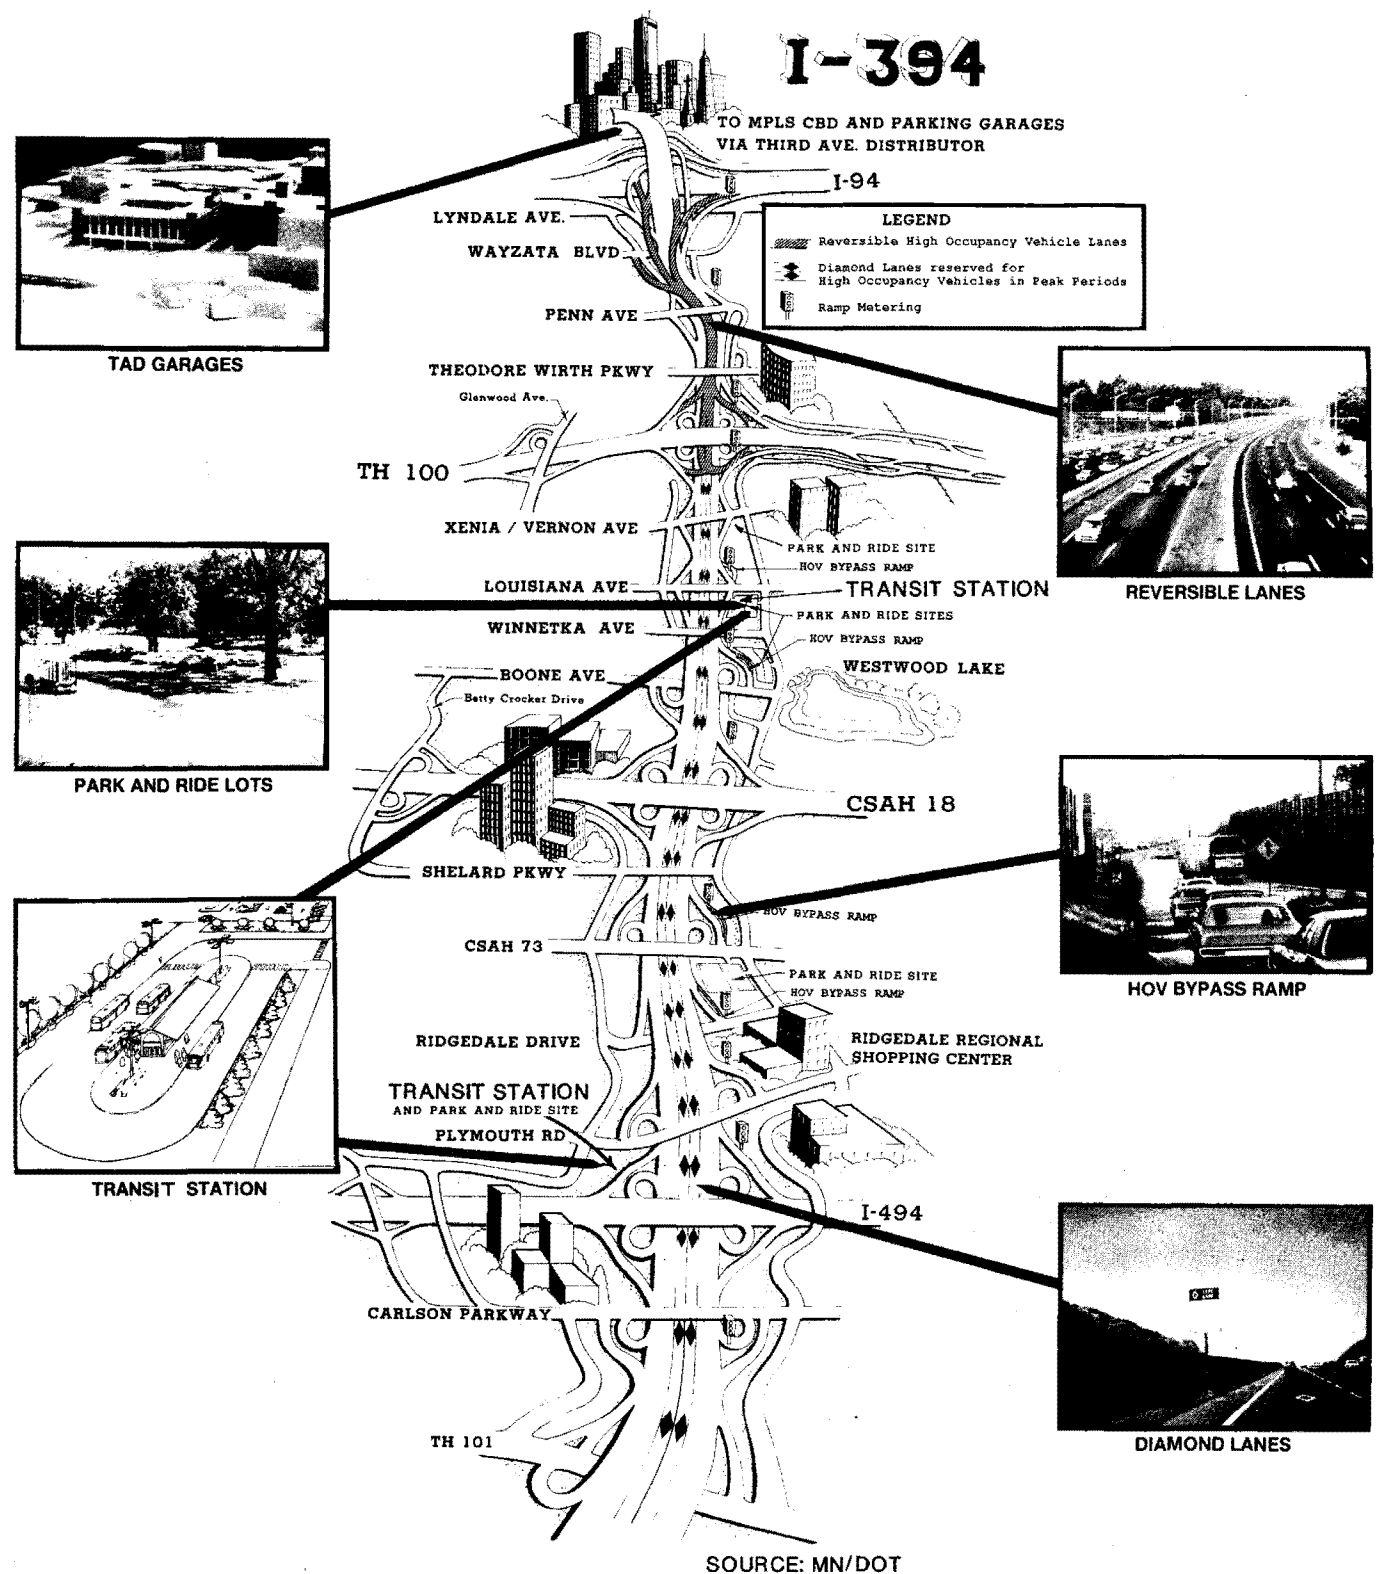 I-394
TO MPLS CBD AND PARKING GARAGES
VIA THIRD AVE. DISTRIBUTOR
I-94
LYNDALE AVE.
WAYZATA BLVD
LEGEND
Reversible High Occupancy Vehicle Lanes
Diamond Lanes reserved for
High Occupancy Vehicles in Peak Periods
Ramp Metering
PENN AVE
TAD GARAGES
THEODORE WIRTH PKWY
Glenwood Ave.
TH 100
XENIA / VERNON AVE
PARK AND RIDE SITE
HOV BYPASS RAMP
LOUISIANA AVE
TRANSIT STATION
REVERSIBLE LANES
PARK AND RIDE SITES
WINNETKA AVE
HOV BYPASS RAMP
WESTWOOD LAKE
BOONE AVE
Betty Crocker Drive
PARK AND RIDE LOTS
CSAH 18
SHELARD PKWY
HOV BYPASS RAMP
CSAH 73
PARK AND RIDE SITE
HOV BYPASS RAMP
HOV BYPASS RAMP
RIDGEDALE DRIVE
RIDGEDALE REGIONAL
SHOPPING CENTER
TRANSIT STATION
AND PARK AND RIDE SITE
PLYMOUTH RD
TRANSIT STATION
I-494
CARLSON PARKWAY
TH 101
DIAMOND LANES
SOURCE: MN/DOT